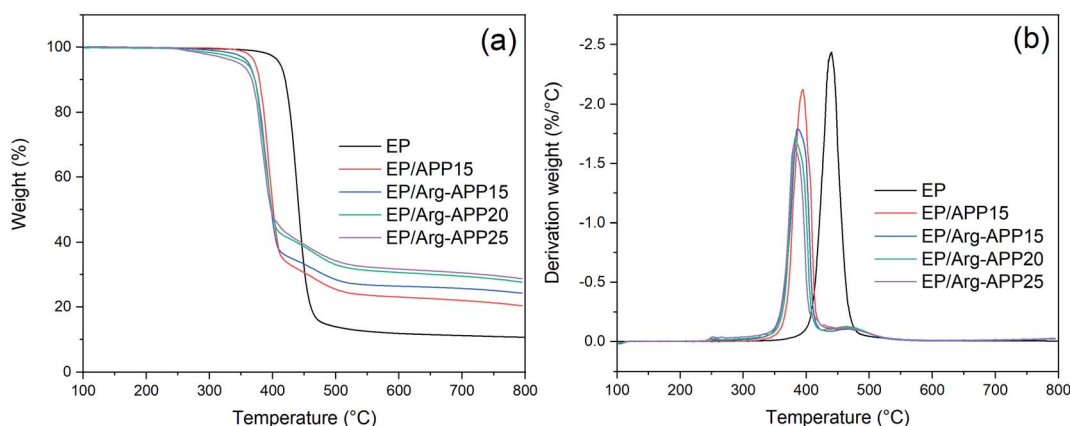 (a)
Weight (%)
100
80
60
40
20
0
EP
EP/APP15
EP/Arg-APP15
EP/Arg-APP20
EP/Arg-APP25
100 200 300 400 500 600 700 800
Temperature (°C)
(b)
Derivation weight (%/°C)
-2.5
-2.0
-1.5
-1.0
-0.5
0.0
EP
EP/APP15
EP/Arg-APP15
EP/Arg-APP20
EP/Arg-APP25
100 200 300 400 500 600 700 800
Temperature (°C)